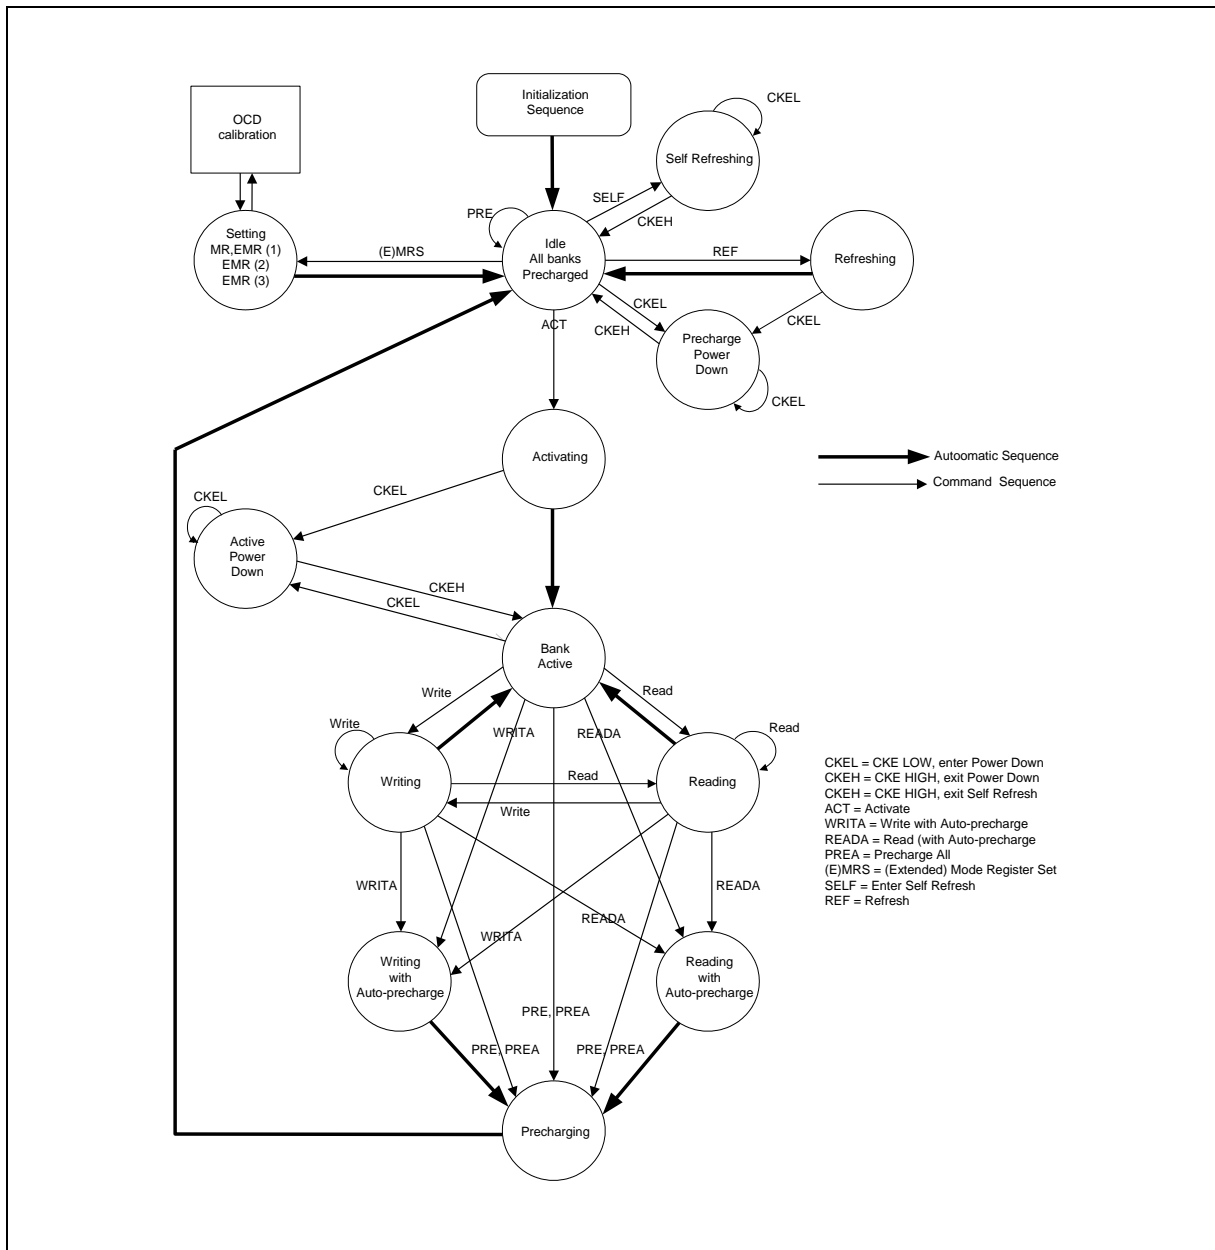 Initialization
Sequence
CKEL
OCD
calibration
Self Refreshing
SELF
PRE
CKEH
Setting
MR,EMR (1)
EMR (2)
EMR (3)
(E)MRS
Idle
All banks
Precharged
REF
Refreshing
CKEL
CKEH
CKEL
ACT
Precharge
Power
Down
CKEL
Activating
Autoomatic Sequence
Command Sequence
CKEL
CKEL
Active
Power
Down
CKEH
CKEL
Bank
Active
Write
Read
Write
WRITA
READA
Read
Writing
Read
Reading
Write
CKEL = CKE LOW, enter Power Down
CKEH = CKE HIGH, exit Power Down
CKEH = CKE HIGH, exit Self Refresh
ACT = Activate
WRITA = Write with Auto-precharge
READA = Read (with Auto-precharge
PREA = Precharge All
(E)MRS = (Extended) Mode Register Set
SELF = Enter Self Refresh
REF = Refresh
WRITA
READA
READA
WRITA
Writing
with
Auto-precharge
Reading
with
Auto-precharge
PRE, PREA
PRE, PREA
PRE, PREA
Precharging